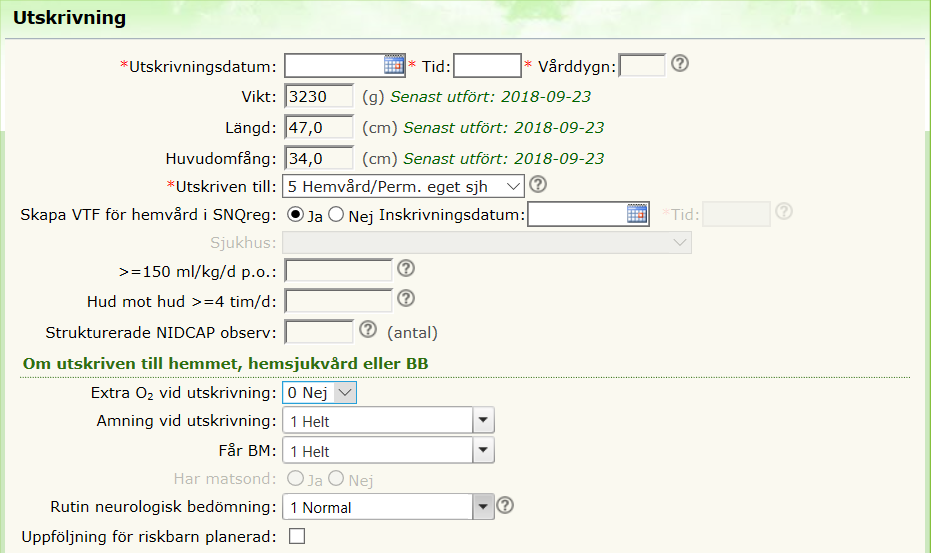 Utskrivning
*Utskrivningsdatum: * Tid: * Vårddygn: ?
Vikt: 3230 (g) Senast utfört: 2018-09-23
Längd: 47,0 (cm) Senast utfört: 2018-09-23
Huvudomfång: 34,0 (cm) Senast utfört: 2018-09-23
*Utskriven till: 5 Hemvård/Perm. eget sjh ?
Skapa VTF för hemvård i SNQreg: Ja Nej Inskrivningsdatum: *Tid: ?
Sjukhus:
>=150 ml/kg/d p.o.: ?
Hud mot hud >=4 tim/d: ?
Strukturerade NIDCAP observ: ? (antal)
Om utskriven till hemmet, hemsjukvård eller BB
Extra O₂ vid utskrivning: 0 Nej
Amning vid utskrivning: 1 Helt
Får BM: 1 Helt
Har matsond: Ja Nej
Rutin neurologisk bedömning: 1 Normal ?
Uppföljning för riskbarn planerad: